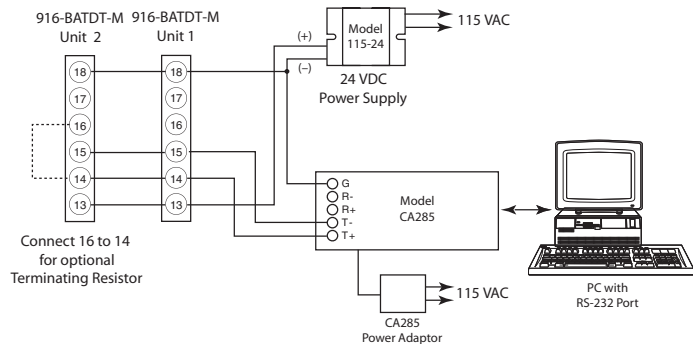 916-BATDT-M
Unit 2
916-BATDT-M
Unit 1
18
17
16
15
14
13
18
17
16
15
14
13
Connect 16 to 14
for optional
Terminating Resistor
(+)
(–)
Model
115-24
115 VAC
24 VDC
Power Supply
G
R-
R+
T-
T+
Model
CA285
CA285
Power Adaptor
115 VAC
PC with
RS-232 Port